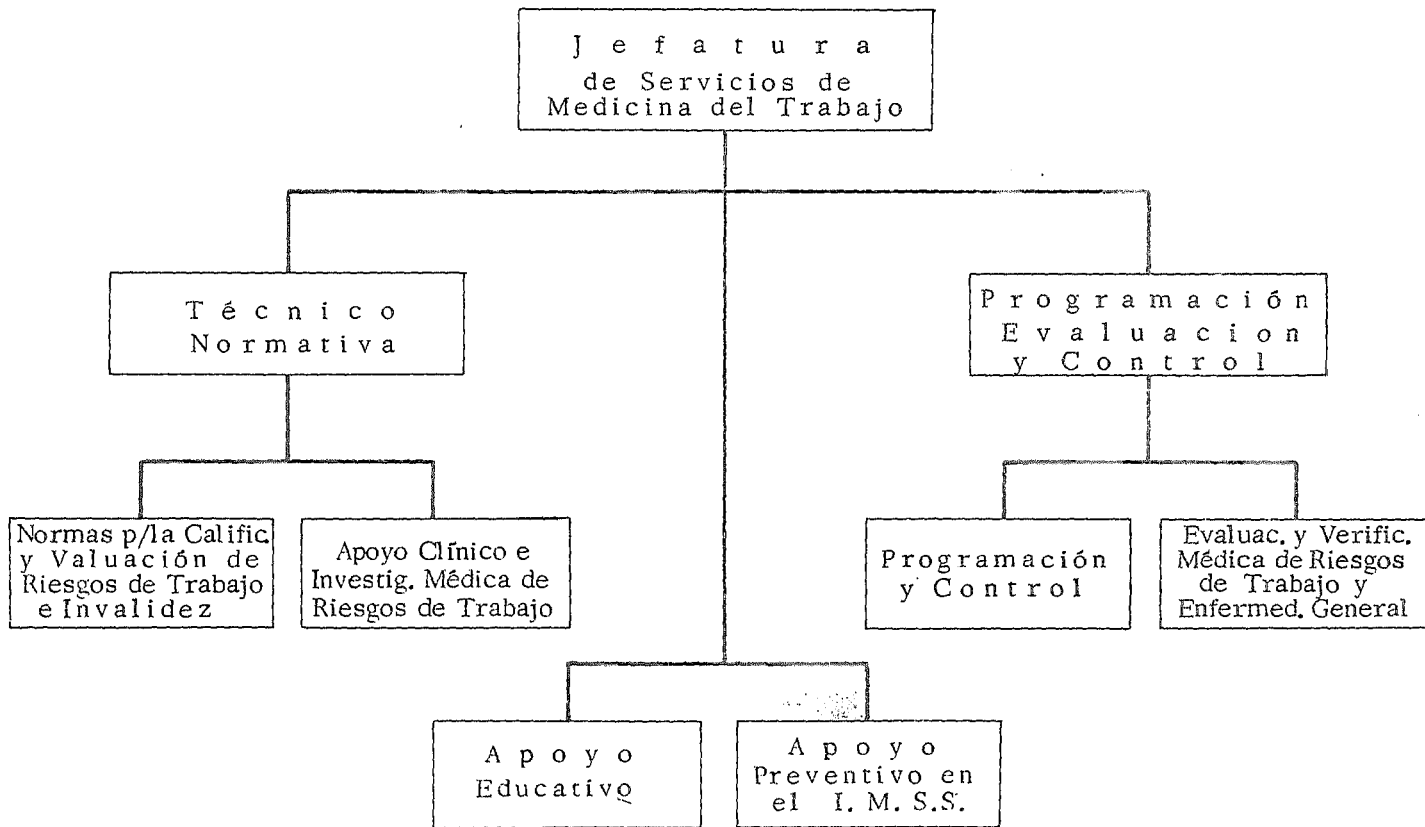 Jefatura
de Servicios de
Medicina del Trabajo
Técnico
Normativa
Programación
Evaluacion
y Control
Normas p/la Calific.
y Valuación de
Riesgos de Trabajo
e Invalidez
Apoyo Clínico e
Investig. Médica de
Riesgos de Trabajo
Programación
y Control
Evaluac. y Verific.
Médica de Riesgos
de Trabajo y
Enfermed. General
Apoyo
Educativo
Apoyo
Preventivo en
el I. M. S.S.